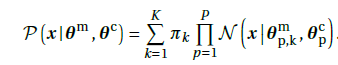 𝒫(x|θ^m, θ^c) = ∑_{k=1}^{K} π_k ∏_{p=1}^{P} 𝒩(x|θ^m_{p,k}, θ^c_p).